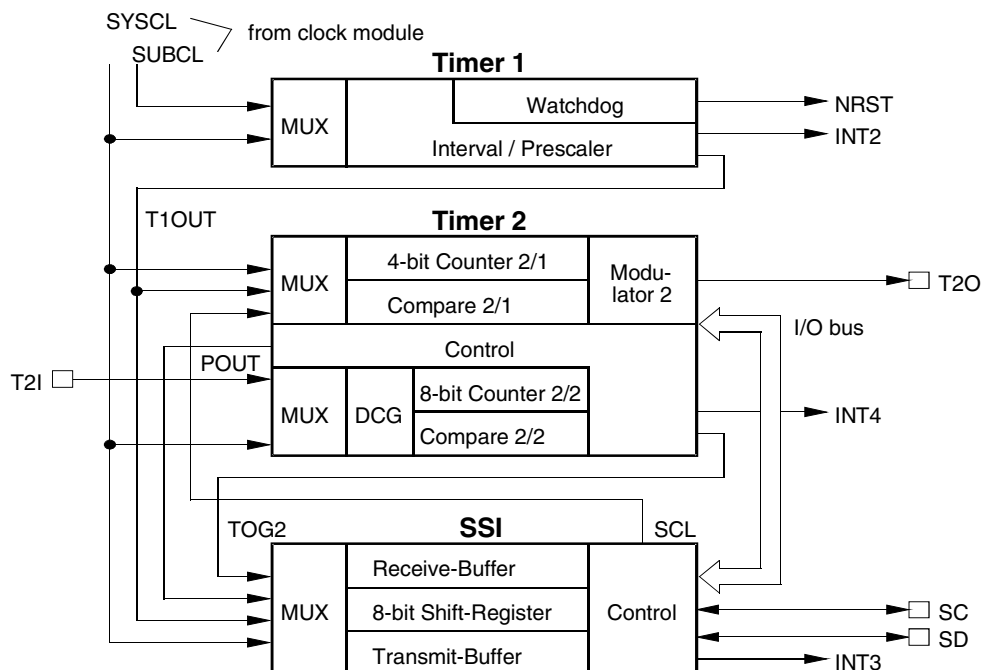 SYSCL
from clock module
SUBCL
Timer 1
Watchdog
NRST
MUX
INT2
Interval / Prescaler
T1OUT
Timer 2
4-bit Counter 2/1
MUX
Modu-
lator 2
T2O
Compare 2/1
I/O bus
Control
POUT
T2I
8-bit Counter 2/2
MUX
DCG
INT4
Compare 2/2
TOG2
SSI
SCL
Receive-Buffer
MUX
8-bit Shift-Register
Control
SC
SD
Transmit-Buffer
INT3